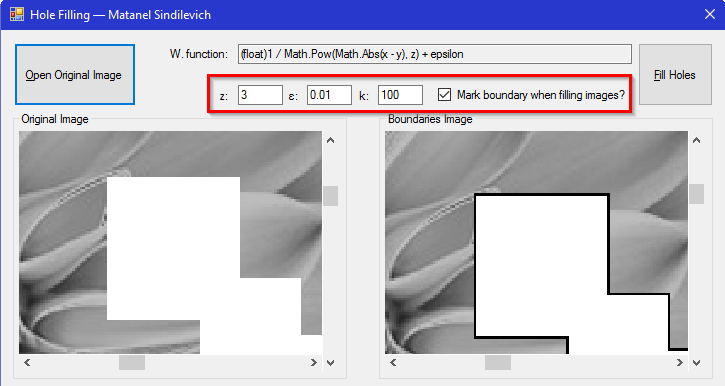 Hole Filling — Matanel Sindilevich
Open Original Image
W. function: (float)1 / Math.Pow(Math.Abs(x - y), z) + epsilon
Fill Holes
z: 3 ε: 0.01 k: 100 Mark boundary when filling images?
Original Image
Boundaries Image